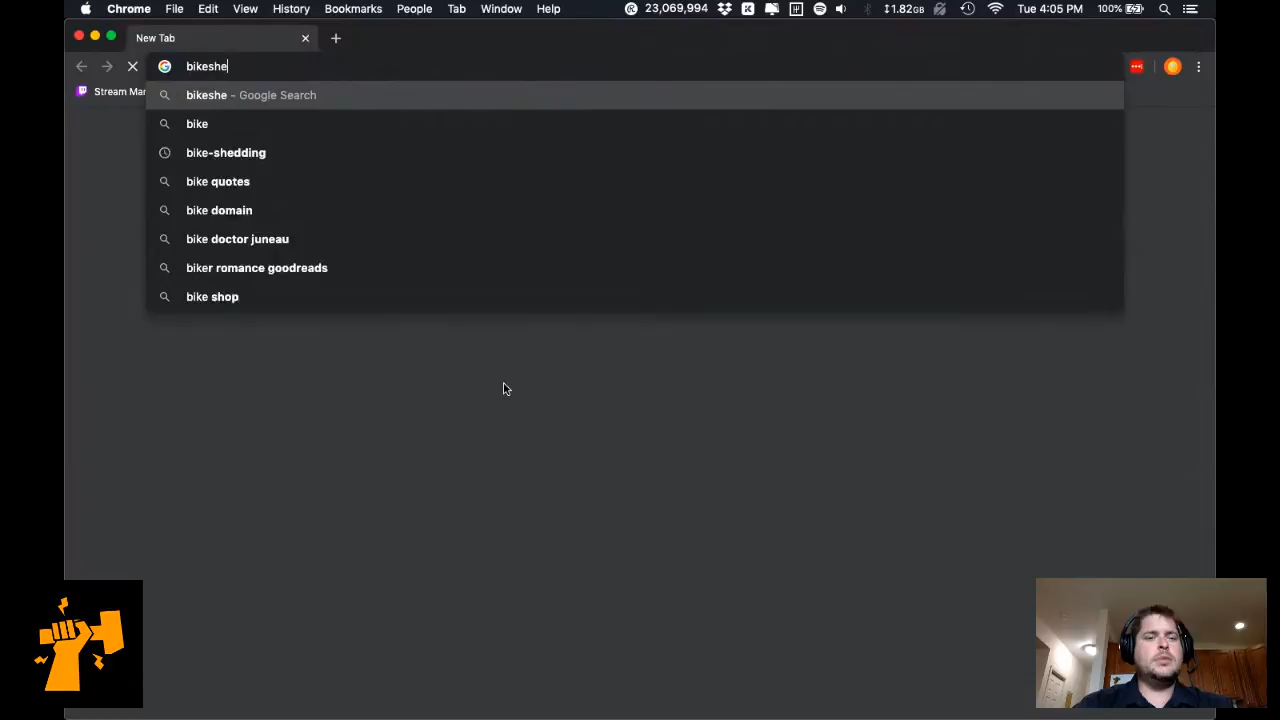 Chrome File Edit View History Bookmarks People Tab Window Help 23,069,994 1.82GB Tue 4:05 PM 100%
New Tab
bikeshe
Stream Mar
bikeshe - Google Search
bike
bike-shedding
bike quotes
bike domain
bike doctor juneau
biker romance goodreads
bike shop